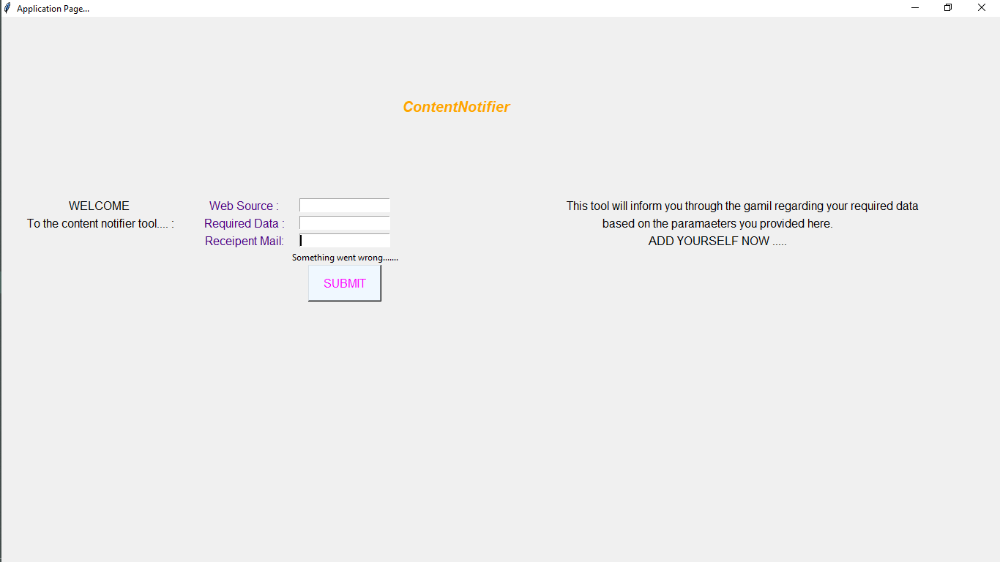 Application Page...
ContentNotifier
WELCOME
To the content notifier tool.... :
Web Source :
Required Data :
Receipent Mail:
Something went wrong.......
SUBMIT
This tool will inform you through the gamil regarding your required data
based on the paramaeters you provided here.
ADD YOURSELF NOW .....